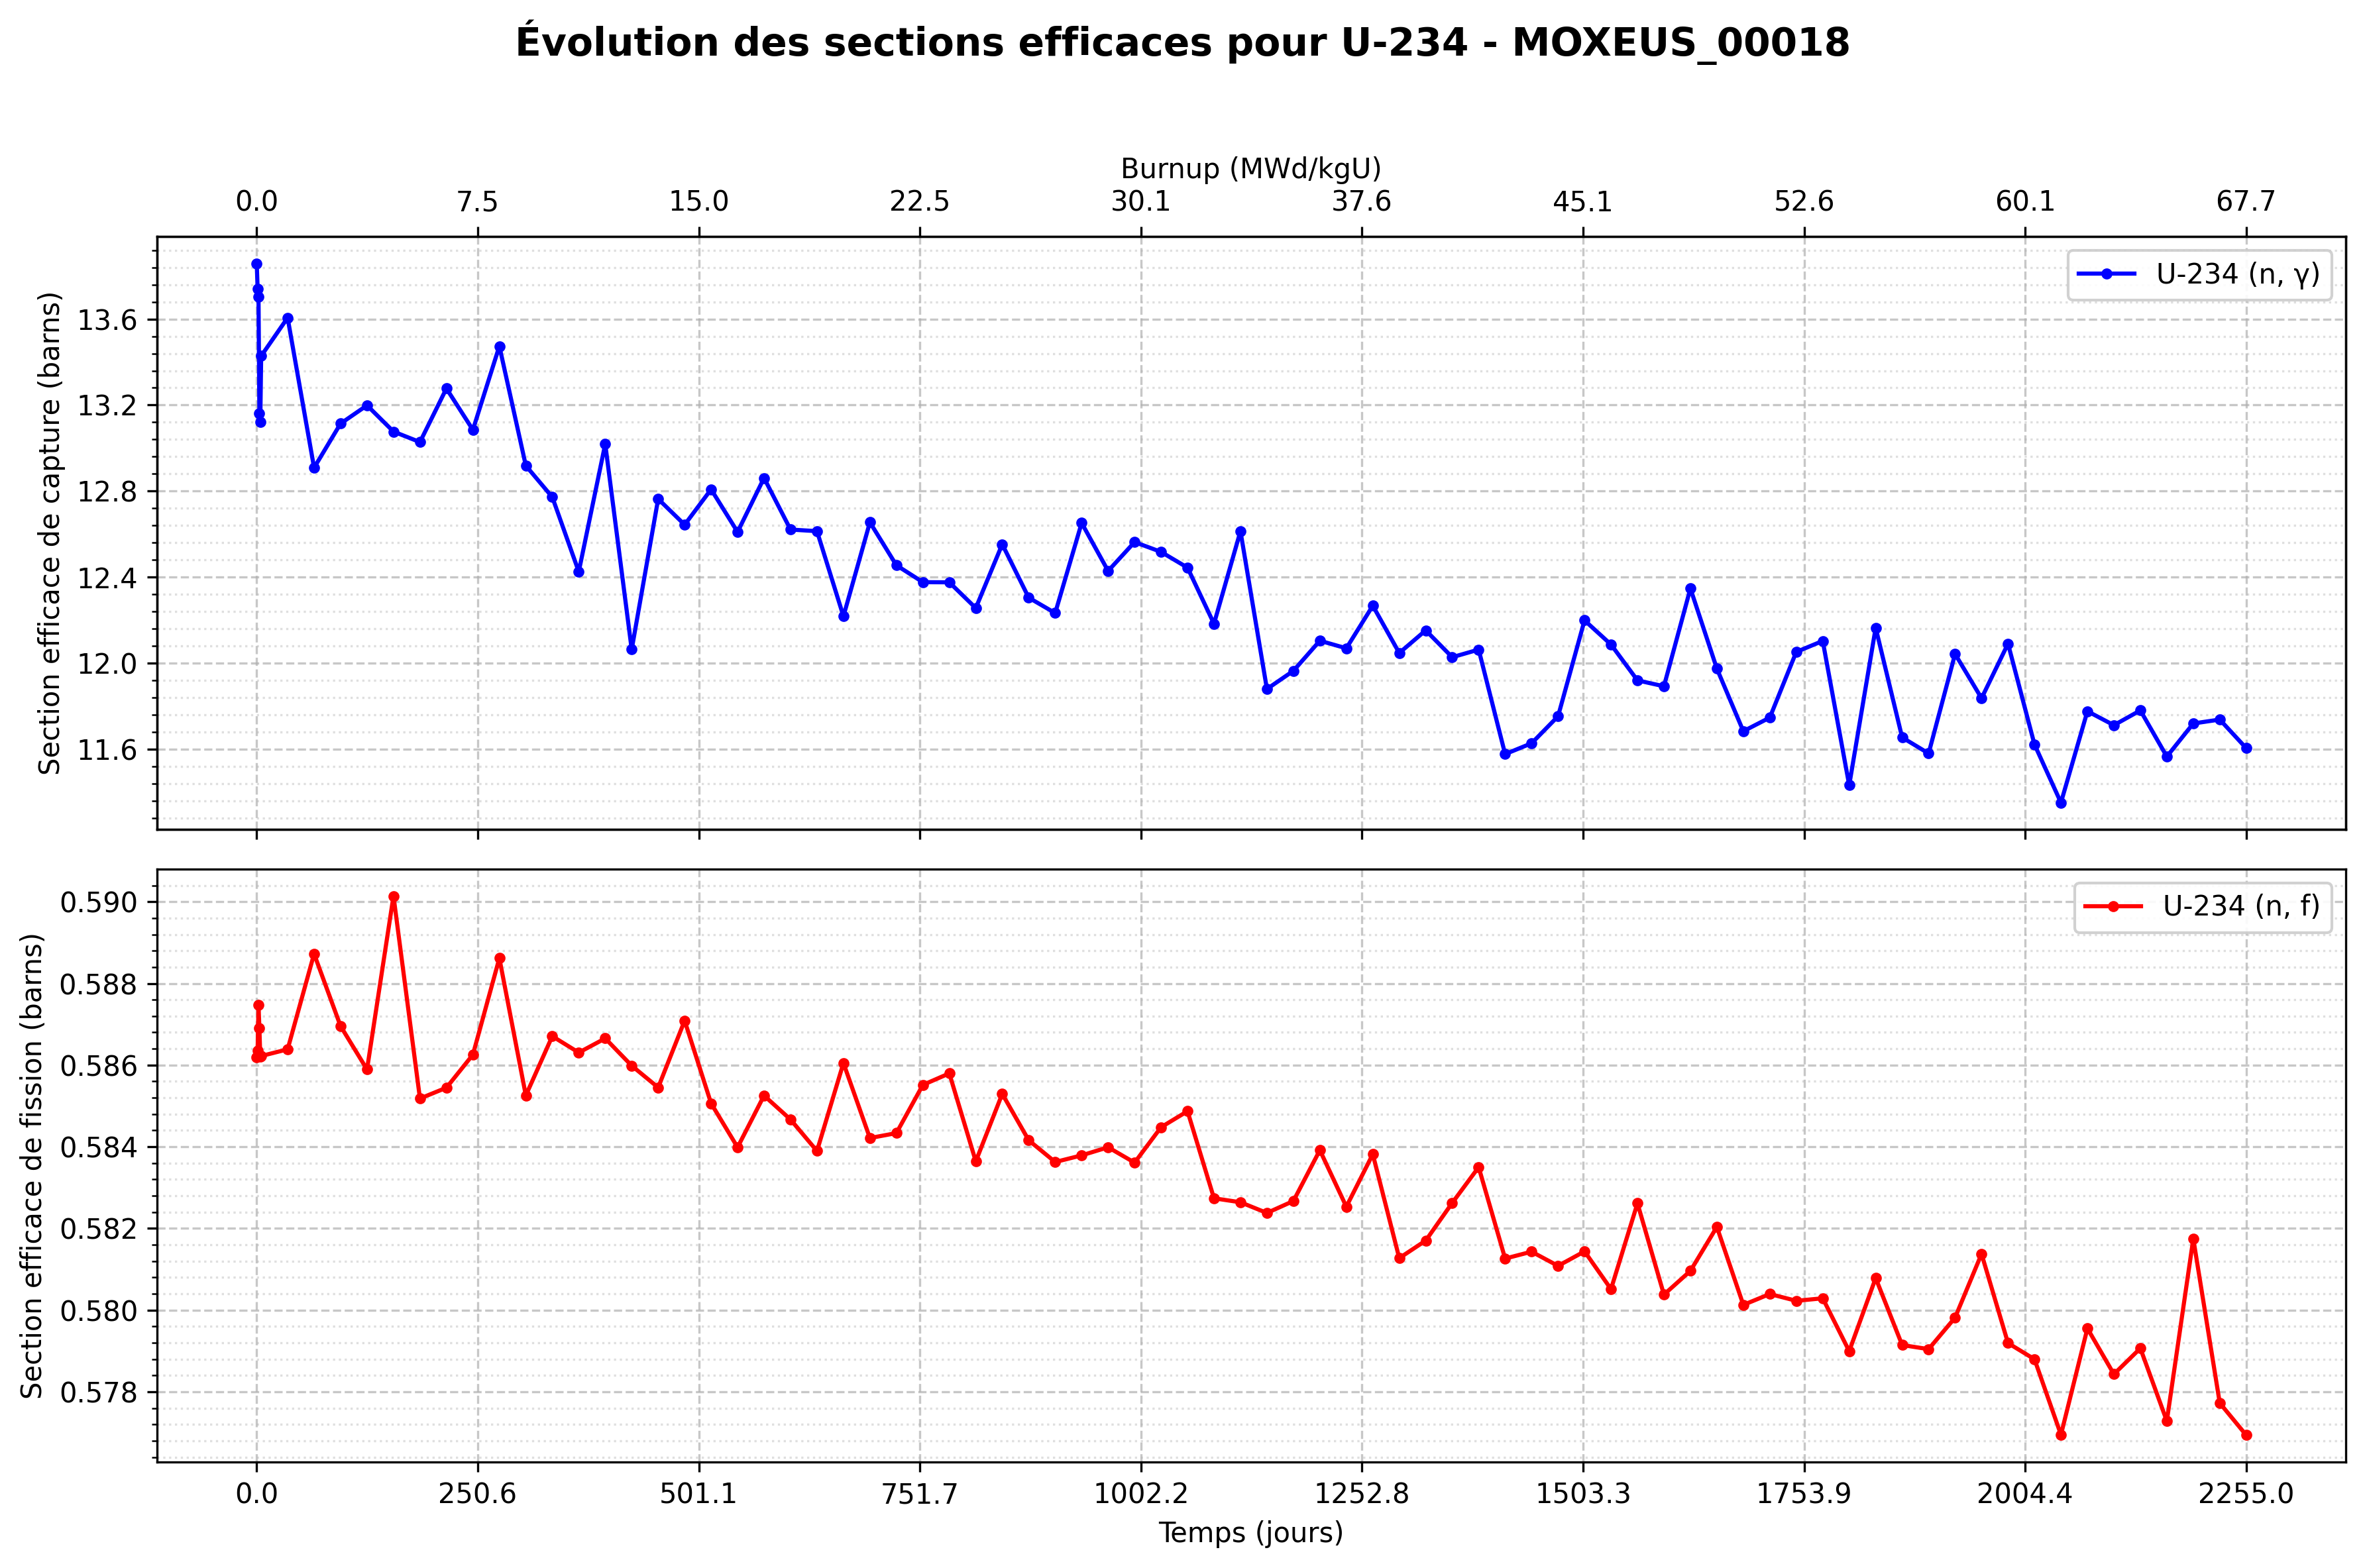 Évolution des sections efficaces pour U-234 - MOXEUS_00018
Burnup (MWd/kgU)
0.0 7.5 15.0 22.5 30.1 37.6 45.1 52.6 60.1 67.7
U-234 (n, γ)
Section efficace de capture (barns)
13.6
13.2
12.8
12.4
12.0
11.6
U-234 (n, f)
Section efficace de fission (barns)
0.590
0.588
0.586
0.584
0.582
0.580
0.578
0.0 250.6 501.1 751.7 1002.2 1252.8 1503.3 1753.9 2004.4 2255.0
Temps (jours)